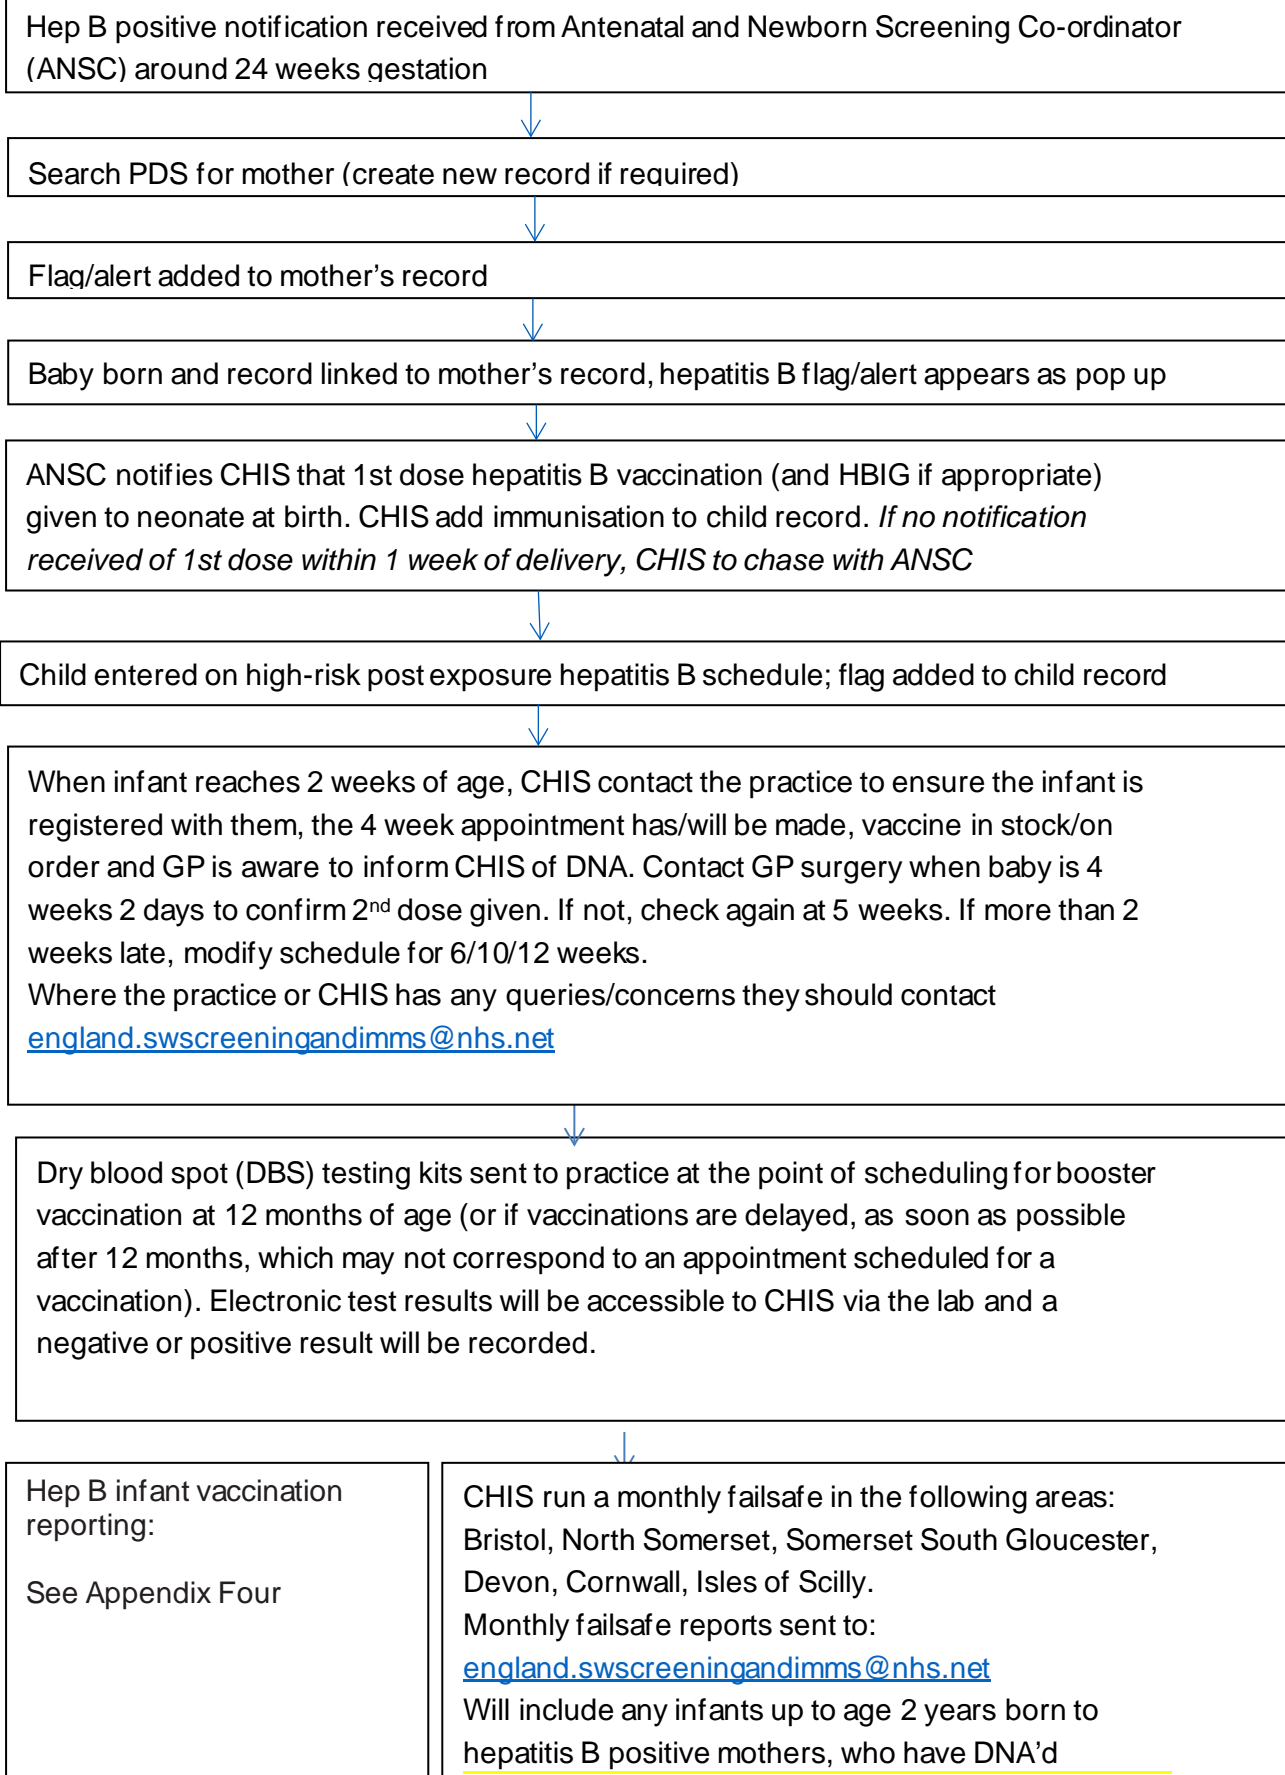 Hep B positive notification received from Antenatal and Newborn Screening Co-ordinator
(ANSC) around 24 weeks gestation
Search PDS for mother (create new record if required)
Flag/alert added to mother's record
Baby born and record linked to mother's record, hepatitis B flag/alert appears as pop up
ANSC notifies CHIS that 1st dose hepatitis B vaccination (and HBIG if appropriate)
given to neonate at birth. CHIS add immunisation to child record. If no notification
received of 1st dose within 1 week of delivery, CHIS to chase with ANSC
Child entered on high-risk post exposure hepatitis B schedule; flag added to child record
When infant reaches 2 weeks of age, CHIS contact the practice to ensure the infant is
registered with them, the 4 week appointment has/will be made, vaccine in stock/on
order and GP is aware to inform CHIS of DNA. Contact GP surgery when baby is 4
weeks 2 days to confirm 2nd dose given. If not, check again at 5 weeks. If more than 2
weeks late, modify schedule for 6/10/12 weeks.
Where the practice or CHIS has any queries/concerns they should contact
england.swscreeningandimms@nhs.net
Dry blood spot (DBS) testing kits sent to practice at the point of scheduling for booster
vaccination at 12 months of age (or if vaccinations are delayed, as soon as possible
after 12 months, which may not correspond to an appointment scheduled for a
vaccination). Electronic test results will be accessible to CHIS via the lab and a
negative or positive result will be recorded.
Hep B infant vaccination
reporting:
See Appendix Four
CHIS run a monthly failsafe in the following areas:
Bristol, North Somerset, Somerset South Gloucester,
Devon, Cornwall, Isles of Scilly.
Monthly failsafe reports sent to:
england.swscreeningandimms@nhs.net
Will include any infants up to age 2 years born to
hepatitis B positive mothers, who have DNA'd